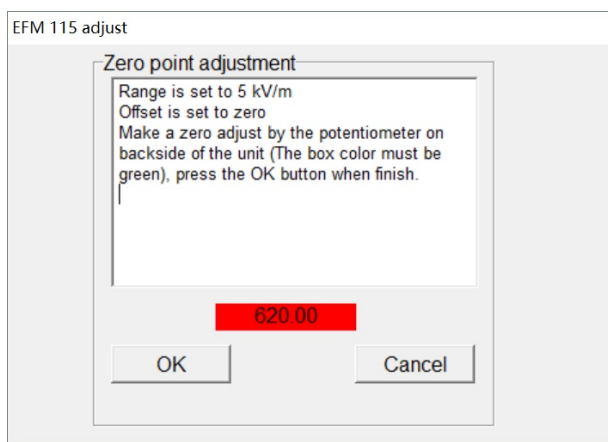 EFM 115 adjust
Zero point adjustment
Range is set to 5 kV/m
Offset is set to zero
Make a zero adjust by the potentiometer on
backside of the unit (The box color must be
green), press the OK button when finish.
620.00
OK
Cancel